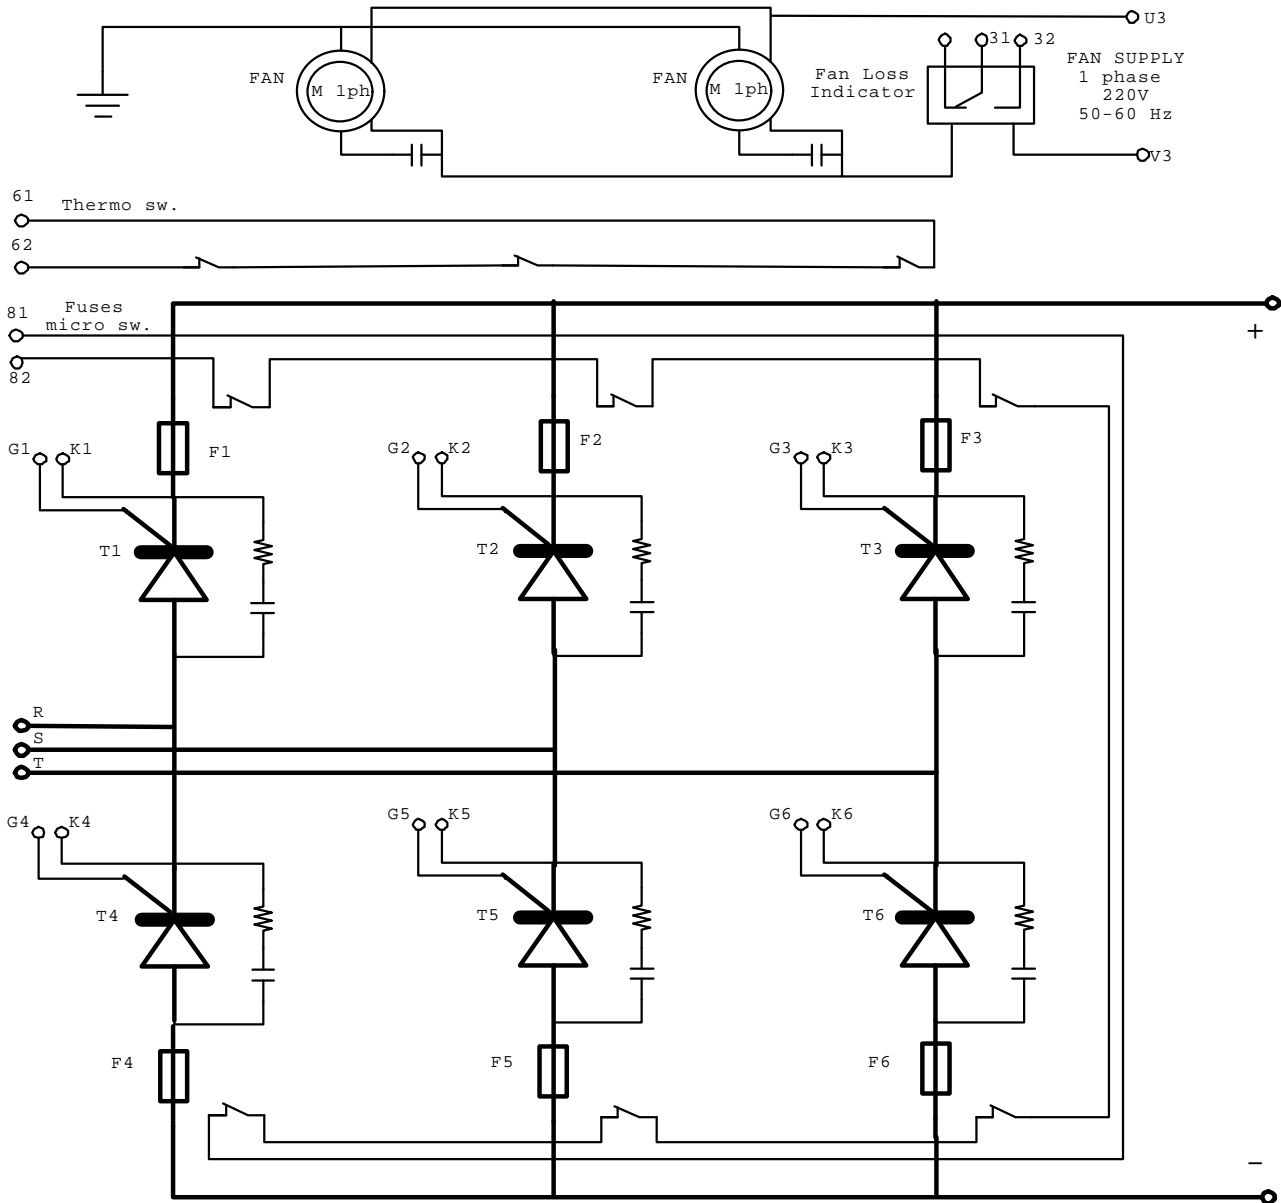 U3
31 32
FAN
FAN
Fan Loss
Indicator
FAN SUPPLY
1 phase
220V
50-60 Hz
M 1ph
M 1ph
V3
61
Thermo sw.
62
81
Fuses
micro sw.
+
82
F1
F2
F3
G1
K1
G2
K2
G3
K3
T1
T2
T3
R
S
T
G4
K4
G5
K5
G6
K6
T4
T5
T6
F4
F5
F6
-